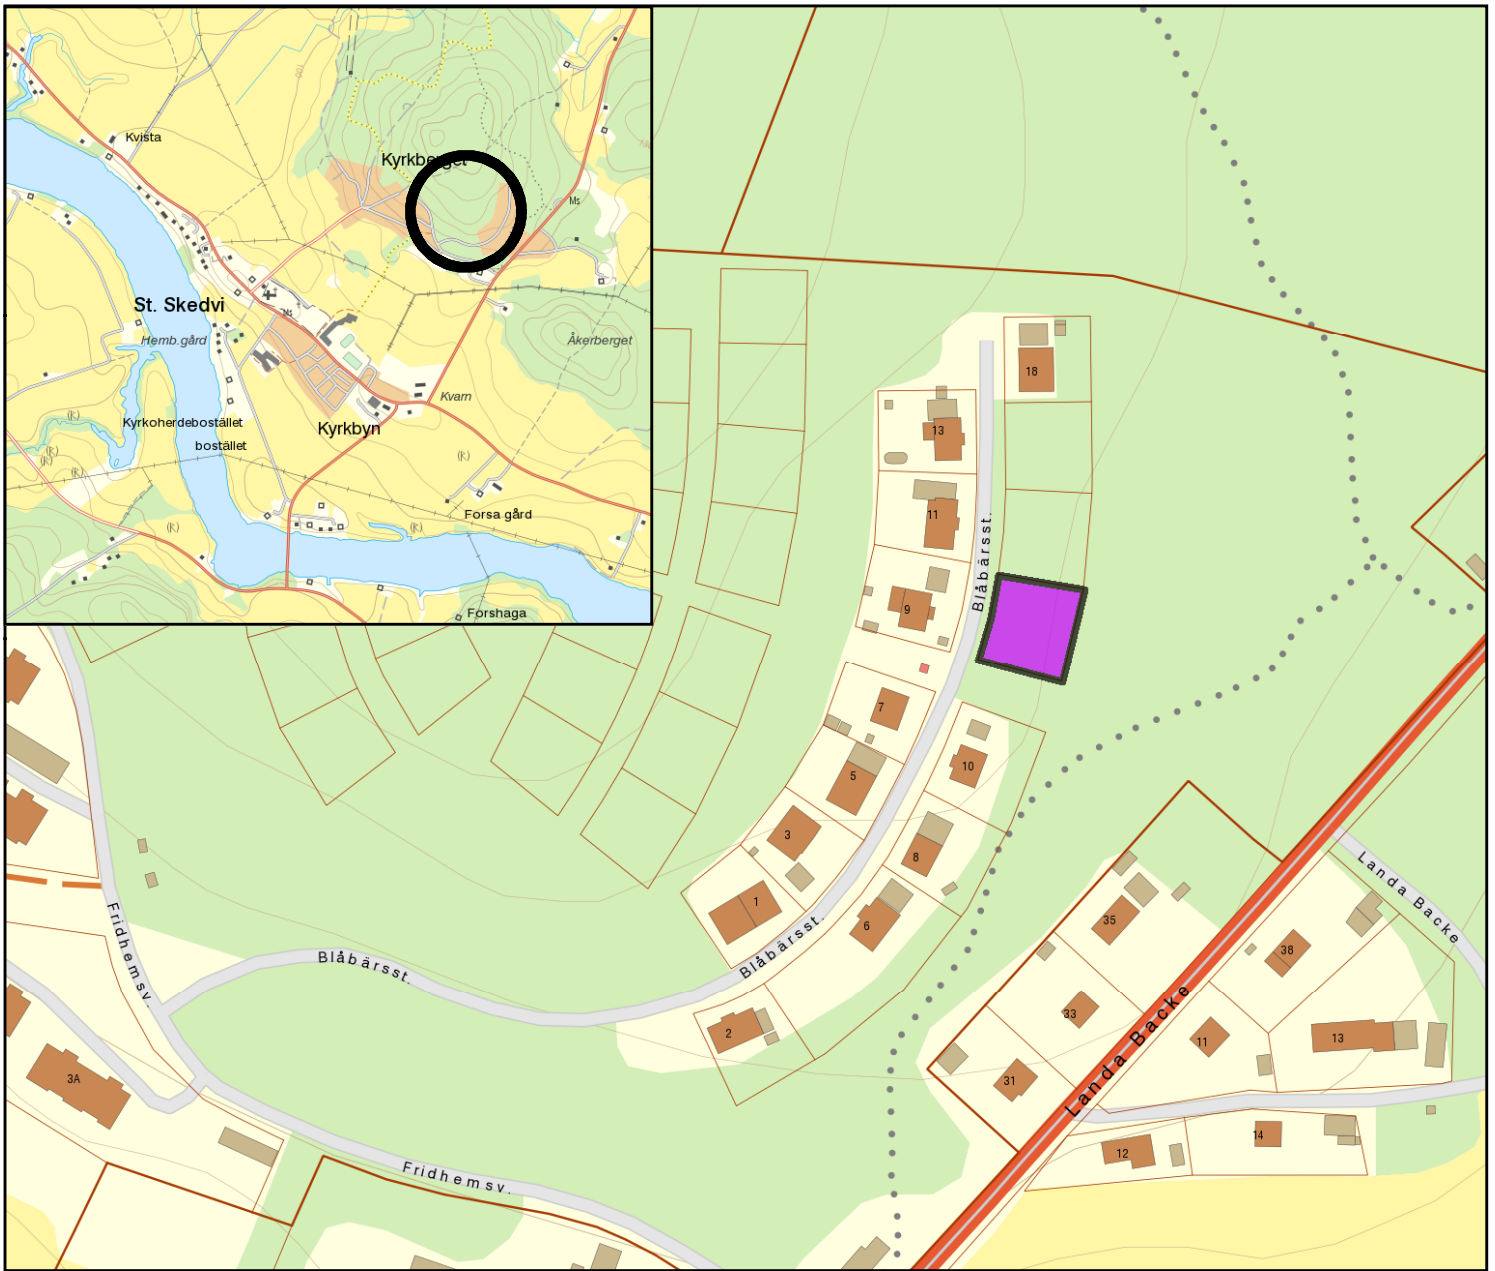 Kvista
100
Kyrkberget
Ms
St. Skedvi
Ms
Hemb.gård
Åkerberget
Kvarn
(R)
Kyrkoherdebostället
Kyrkbyn
(R)
bostället
(R)
(R)
(R)
Forsa gård
(R)
(R)
Forshaga
18
13
11
Blåbärsst.
9
7
10
5
3
8
1
6
Blåbärsst.
Landa Backe
35
38
Fridhemsv.
Blåbärsst.
33
2
11
13
Landa Backe
3A
31
14
12
Fridhemsv.